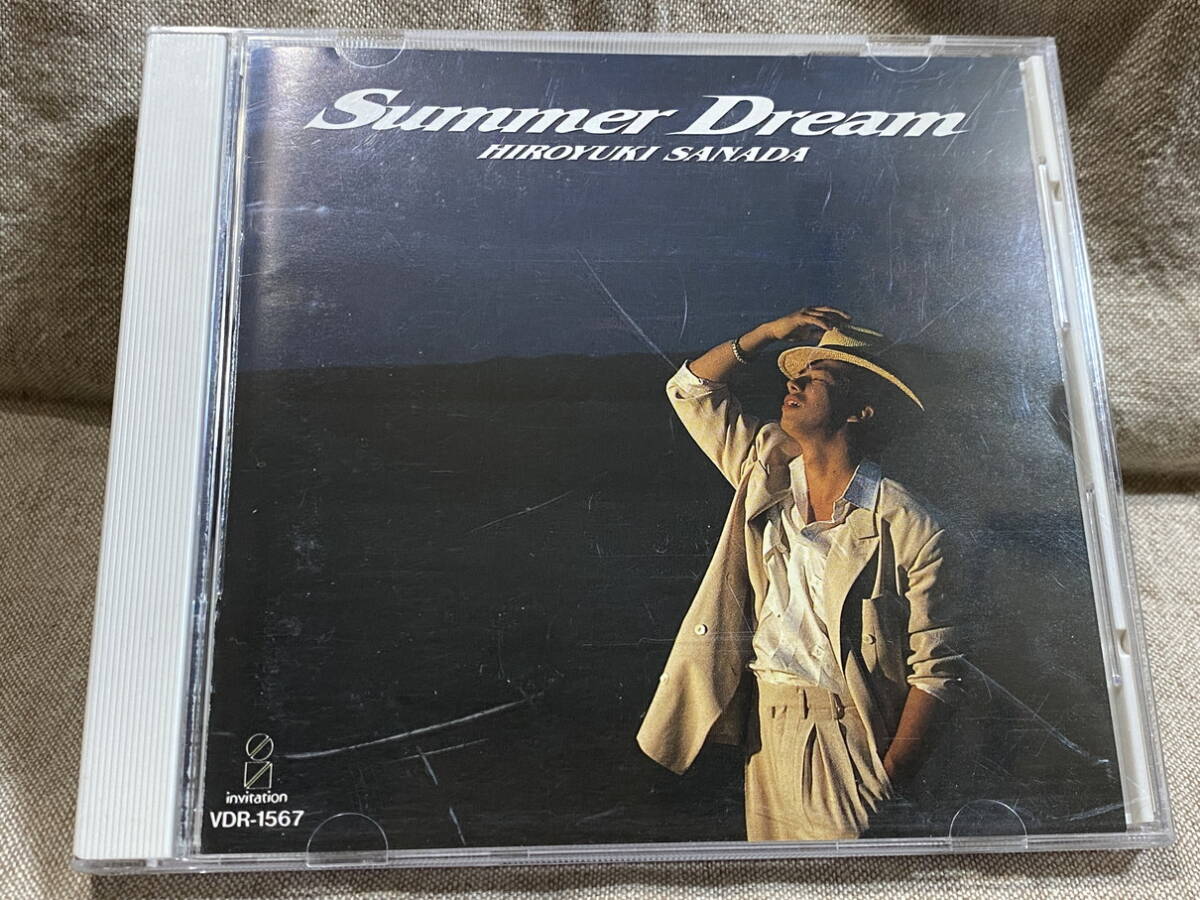 Summer Dream
HIROYUKI SANADA
invitation
VDR-1567